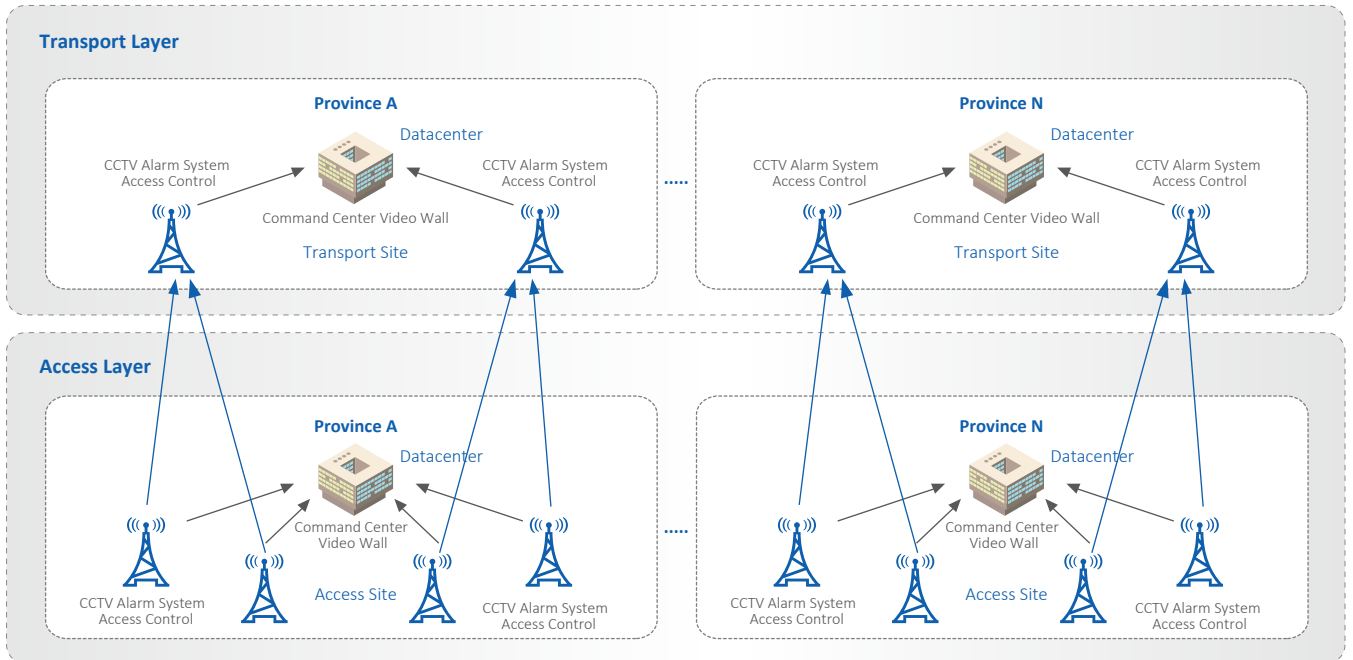 Transport Layer
Province A
Datacenter
CCTV Alarm System
Access Control
CCTV Alarm System
Access Control
Command Center Video Wall
Transport Site
.....
Province N
Datacenter
CCTV Alarm System
Access Control
CCTV Alarm System
Access Control
Command Center Video Wall
Transport Site
Access Layer
Province A
Datacenter
Command Center
Video Wall
Access Site
CCTV Alarm System
Access Control
CCTV Alarm System
Access Control
.....
Province N
Datacenter
Command Center
Video Wall
Access Site
CCTV Alarm System
Access Control
CCTV Alarm System
Access Control